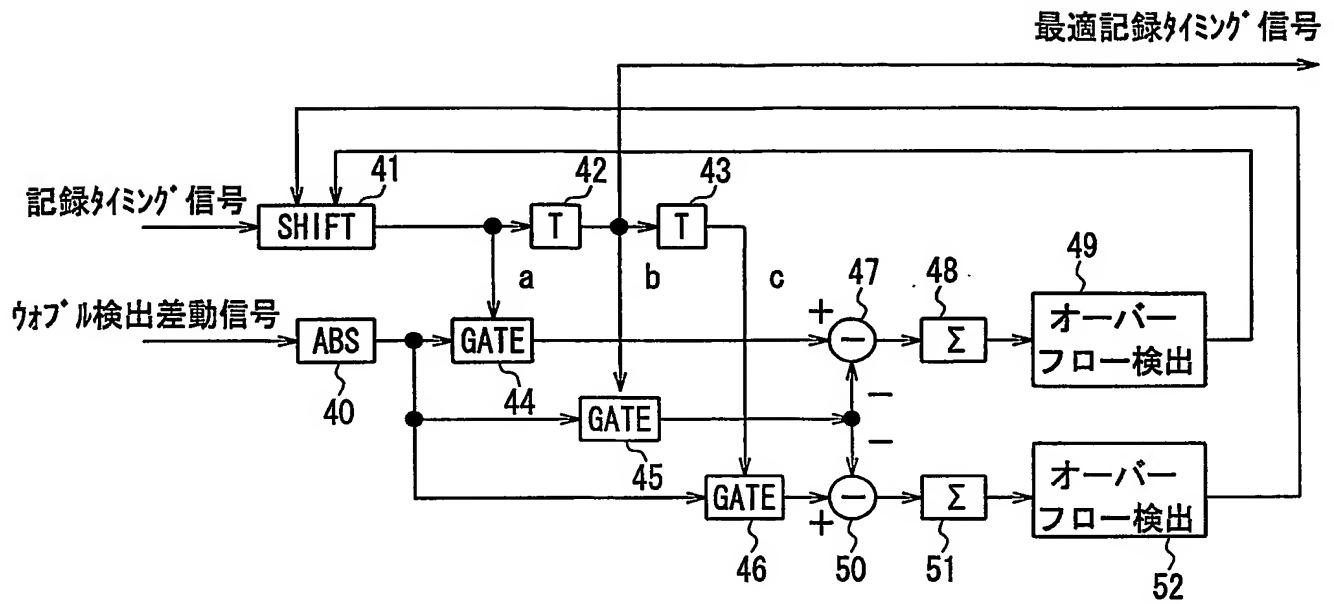 最適記録ﾀｲﾐﾝｸﾞ信号
41
42
43
記録ﾀｲﾐﾝｸﾞ信号
SHIFT
T
T
a
b
c
47
48
49
ｳｫﾌﾞﾙ検出差動信号
ABS
GATE
+
−
Σ
オーバー
フロー検出
40
44
GATE
−
−
45
GATE
+
−
Σ
オーバー
フロー検出
46
50
51
52